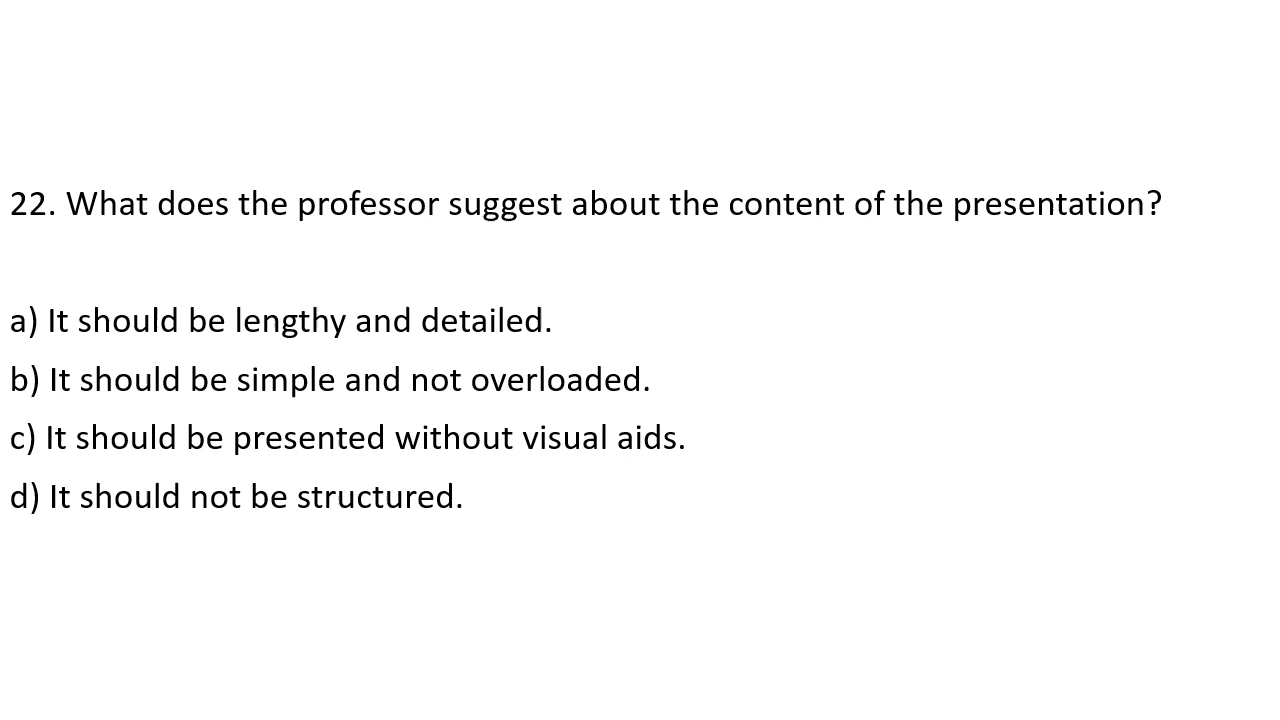 22. What does the professor suggest about the content of the presentation?
a) It should be lengthy and detailed.
b) It should be simple and not overloaded.
c) It should be presented without visual aids.
d) It should not be structured.